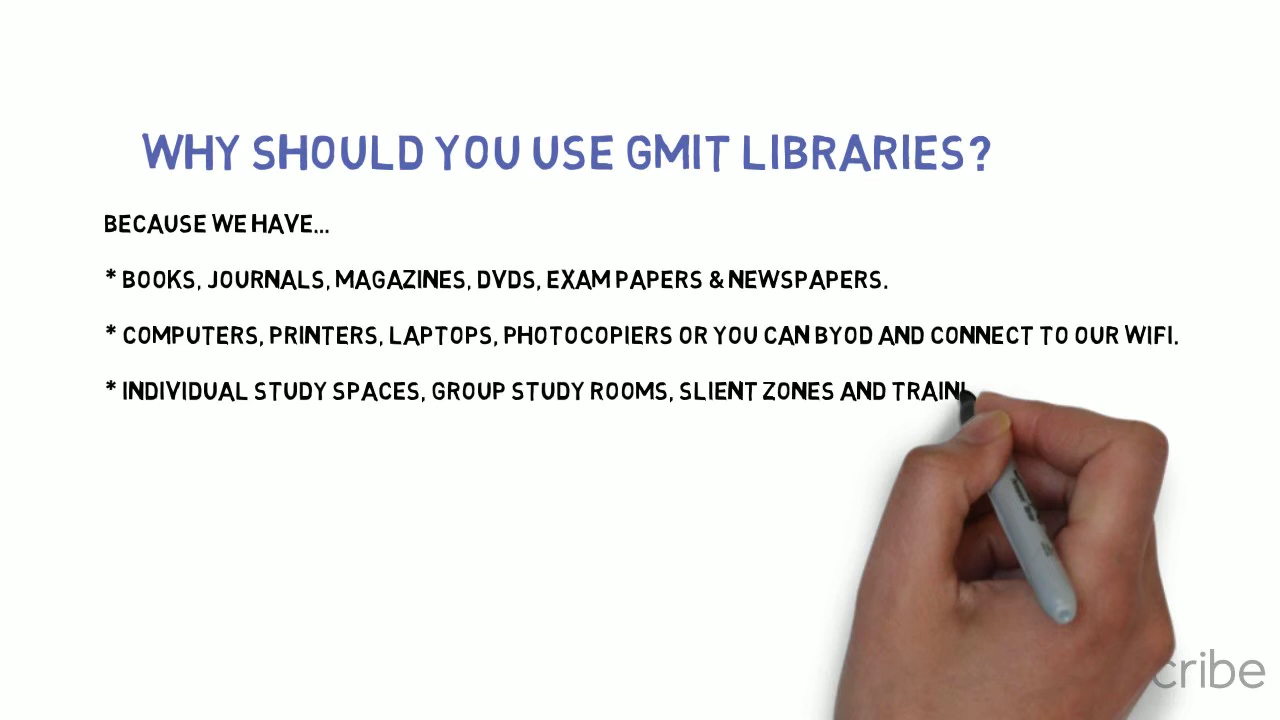 WHY SHOULD YOU USE GMIT LIBRARIES?
BECAUSE WE HAVE...
* BOOKS, JOURNALS, MAGAZINES, DVDS, EXAM PAPERS & NEWSPAPERS.
* COMPUTERS, PRINTERS, LAPTOPS, PHOTOCOPIERS OR YOU CAN BYOD AND CONNECT TO OUR WIFI.
* INDIVIDUAL STUDY SPACES, GROUP STUDY ROOMS, SLIENT ZONES AND TRAINI
cribe